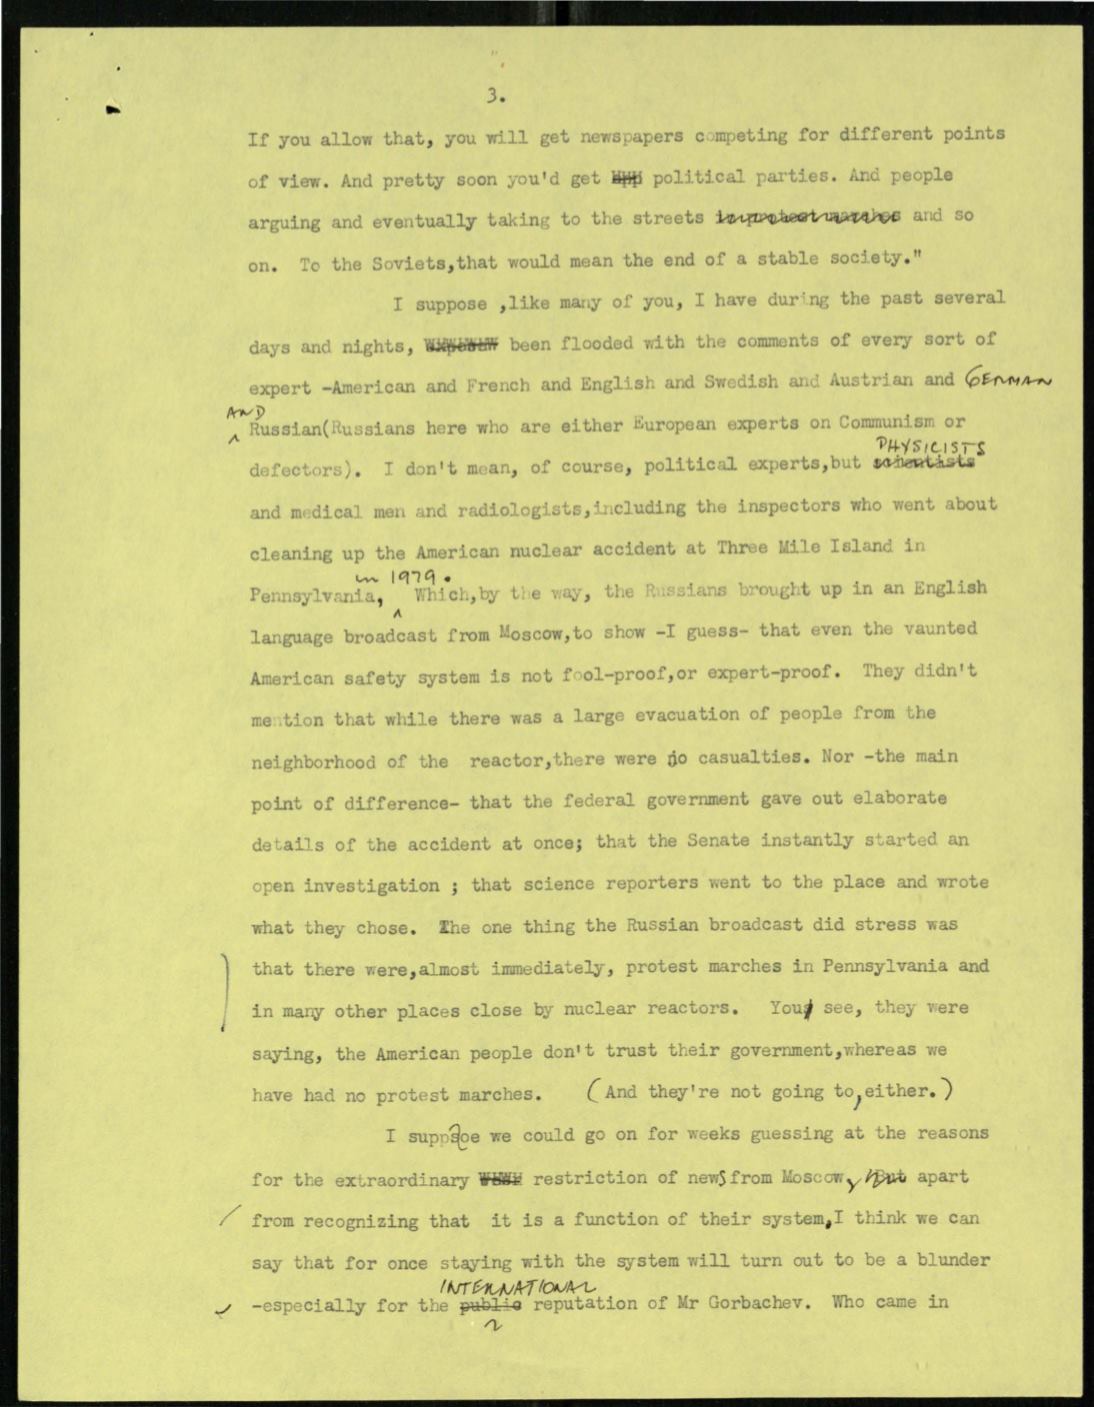 3.
If you allow that, you will get newspapers competing for different points
of view. And pretty soon you'd get political parties. And people
arguing and eventually taking to the streets in protest marches and so
on. To the Soviets,that would mean the end of a stable society."
I suppose ,like many of you, I have during the past several
days and nights, been flooded with the comments of every sort of
expert -American and French and English and Swedish and Austrian and GERMAN
AND
Russian(Russians here who are either European experts on Communism or
PHYSICISTS
defectors). I don't mean, of course, political experts,but scientists
and medical men and radiologists,including the inspectors who went about
cleaning up the American nuclear accident at Three Mile Island in
in 1979.
Pennsylvania, Which,by the way, the Russians brought up in an English
language broadcast from Moscow,to show -I guess- that even the vaunted
American safety system is not fool-proof,or expert-proof. They didn't
mention that while there was a large evacuation of people from the
neighborhood of the reactor,there were no casualties. Nor -the main
point of difference- that the federal government gave out elaborate
details of the accident at once; that the Senate instantly started an
open investigation ; that science reporters went to the place and wrote
what they chose. The one thing the Russian broadcast did stress was
that there were,almost immediately, protest marches in Pennsylvania and
in many other places close by nuclear reactors. You see, they were
saying, the American people don't trust their government,whereas we
have had no protest marches. (And they're not going to,either.)
I suppsoe we could go on for weeks guessing at the reasons
for the extraordinary restriction of news from Moscow, But apart
from recognizing that it is a function of their system,I think we can
say that for once staying with the system will turn out to be a blunder
INTERNATIONAL
-especially for the public reputation of Mr Gorbachev. Who came in